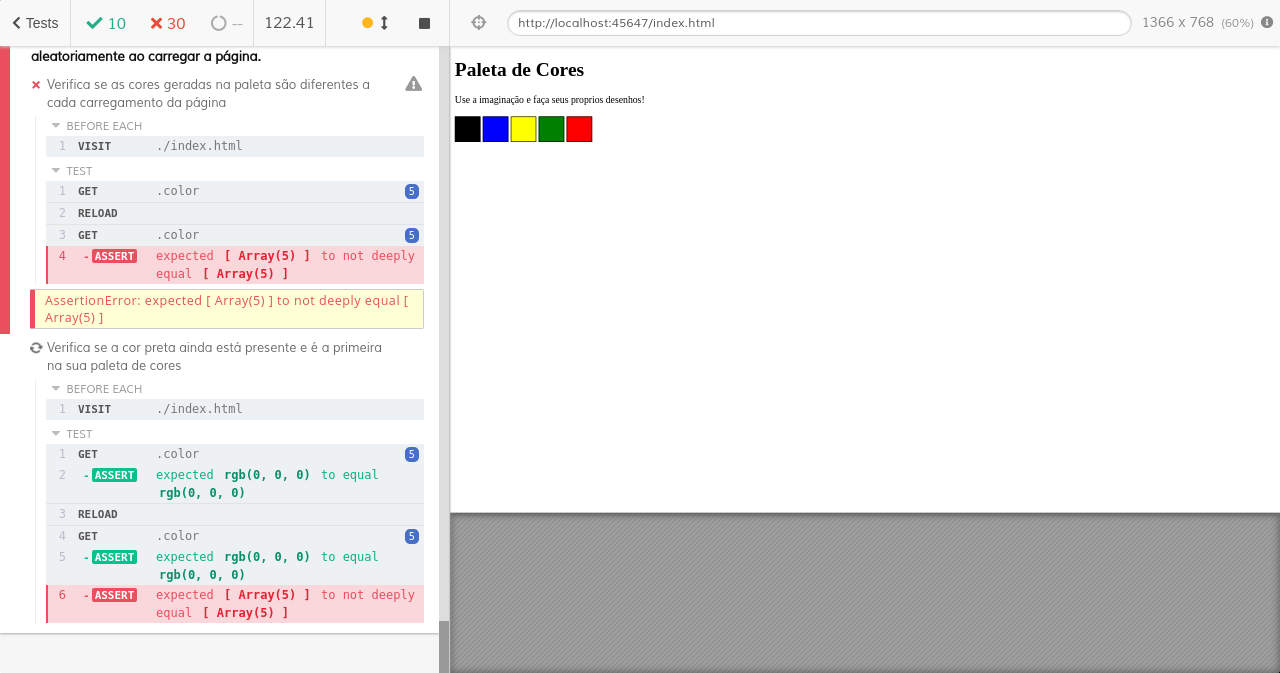 Tests
10
30
--
122.41
http://localhost:45647/index.html
1366 x 768 (60%)
aleatoriamente ao carregar a página.
Verifica se as cores geradas na paleta são diferentes a
cada carregamento da página
BEFORE EACH
1 VISIT ./index.html
TEST
1 GET .color 5
2 RELOAD
3 GET .color 5
4 -ASSERT expected [ Array(5) ] to not deeply
equal [ Array(5) ]
AssertionError: expected [ Array(5) ] to not deeply equal [
Array(5) ]
Verifica se a cor preta ainda está presente e é a primeira
na sua paleta de cores
BEFORE EACH
1 VISIT ./index.html
TEST
1 GET .color 5
2 -ASSERT expected rgb(0, 0, 0) to equal
rgb(0, 0, 0)
3 RELOAD
4 GET .color 5
5 -ASSERT expected rgb(0, 0, 0) to equal
rgb(0, 0, 0)
6 -ASSERT expected [ Array(5) ] to not deeply
equal [ Array(5) ]
Paleta de Cores
Use a imaginação e faça seus proprios desenhos!